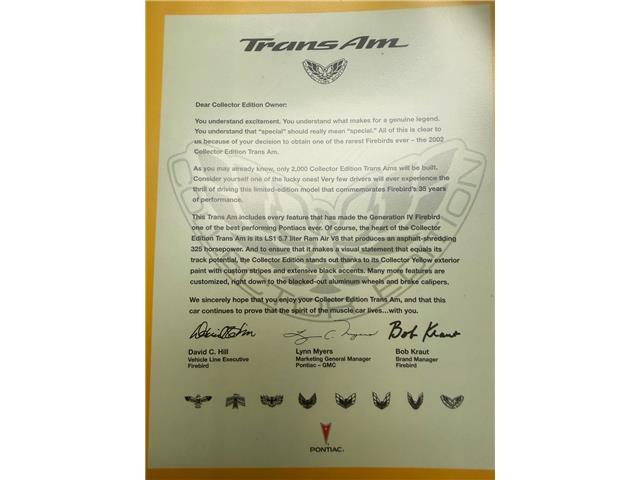 Trans Am
Dear Collector Edition Owner:
You understand excitement. You understand what makes for a genuine legend.
You understand that “special” should really mean “special.” All of this is clear to
us because of your decision to obtain one of the rarest Firebirds ever – the 2002
Collector Edition Trans Am.
As you may already know, only 2,000 Collector Edition Trans Ams will be built.
Consider yourself one of the lucky ones! Very few drivers will ever experience the
thrill of driving this limited-edition model that commemorates Firebird's 35 years
of performance.
This Trans Am includes every feature that has made the Generation IV Firebird
one of the best performing Pontiacs ever. Of course, the heart of the Collector
Edition Trans Am is its LS1 5.7 liter Ram Air V8 that produces an asphalt-shredding
325 horsepower. And to ensure that it makes a visual statement that equals its
track potential, the Collector Edition stands out thanks to its Collector Yellow exterior
paint with custom stripes and extensive black accents. Many more features are
customized, right down to the blacked-out aluminum wheels and brake calipers.
We sincerely hope that you enjoy your Collector Edition Trans Am, and that this
car continues to prove that the spirit of the muscle car lives...with you.
Bob Kraut
David C. Hill Lynn Myers Bob Kraut
Vehicle Line Executive Marketing General Manager Brand Manager
Firebird Pontiac – GMC Firebird
PONTIAC.